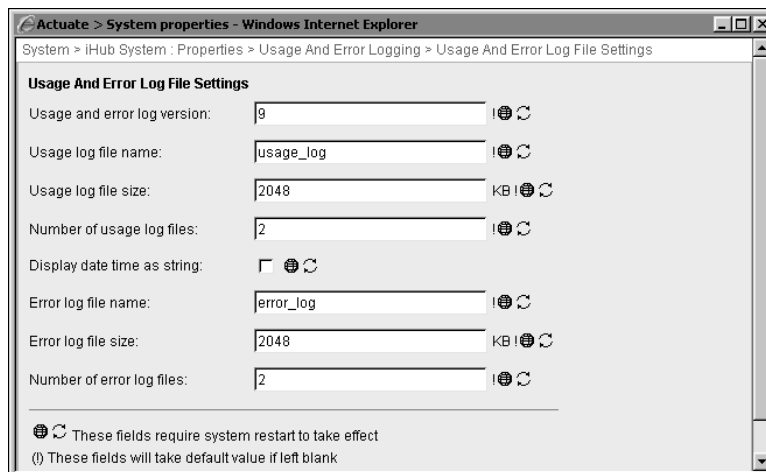 Actuate > System properties - Windows Internet Explorer
System > iHub System : Properties > Usage And Error Logging > Usage And Error Log File Settings
Usage And Error Log File Settings
Usage and error log version: 9 !
Usage log file name: usage_log !
Usage log file size: 2048 KB !
Number of usage log files: 2 !
Display date time as string:
Error log file name: error_log !
Error log file size: 2048 KB !
Number of error log files: 2 !
These fields require system restart to take effect
(!) These fields will take default value if left blank